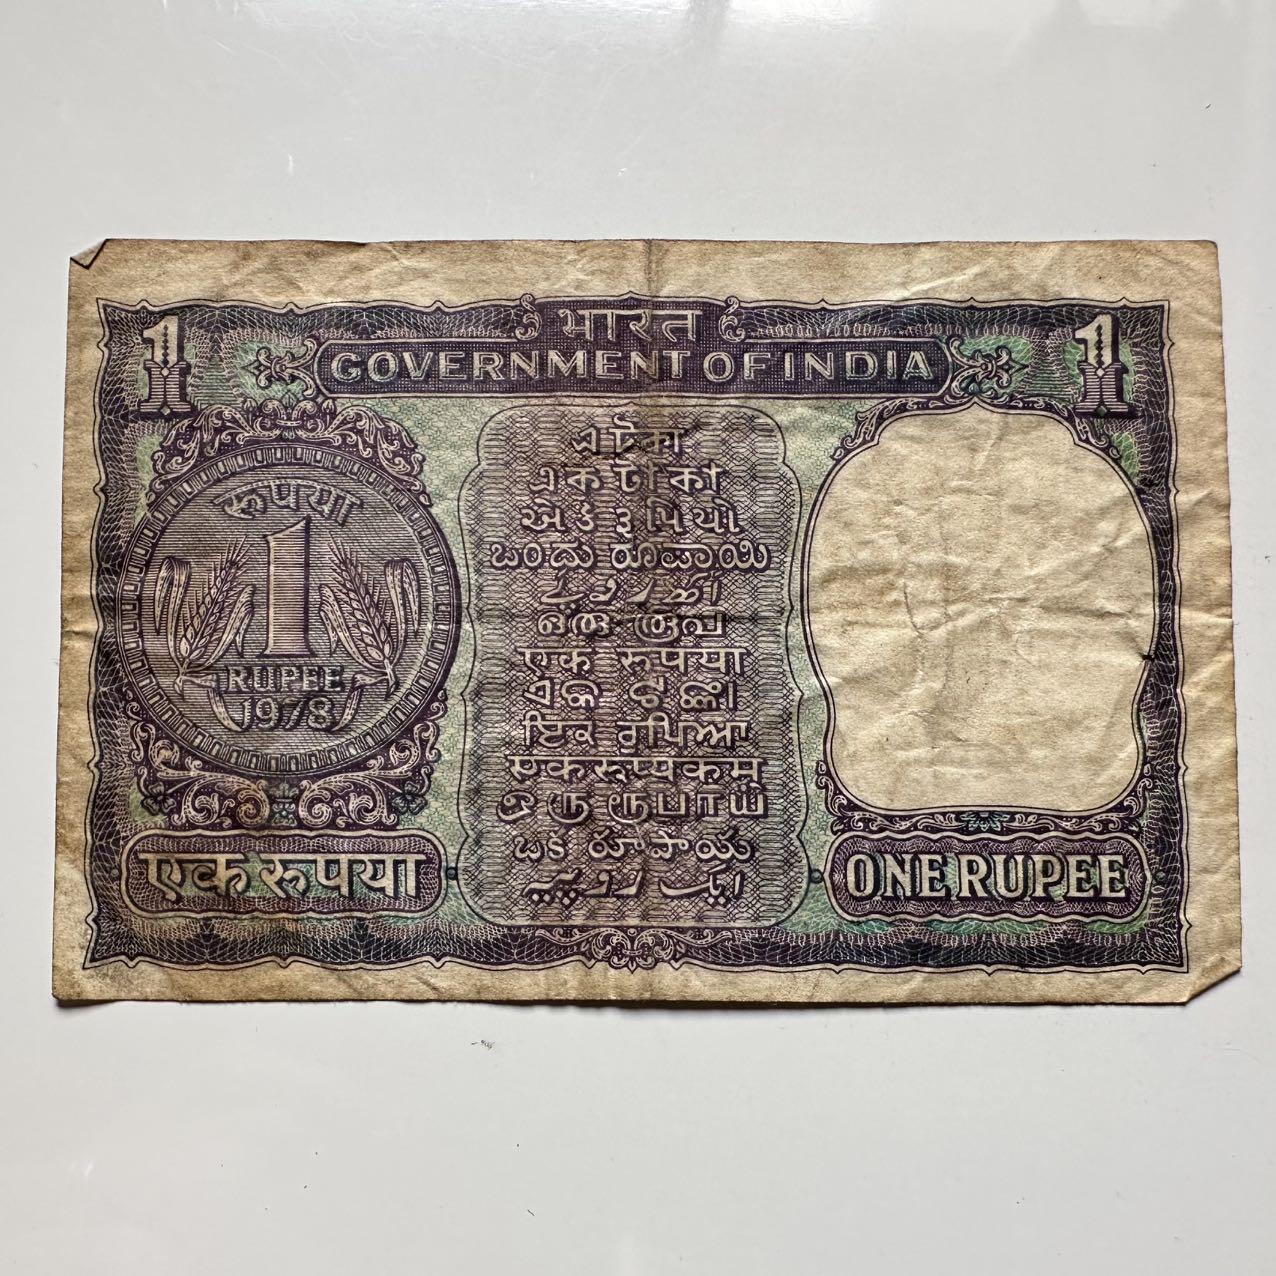 1
भारत
1
GOVERNMENT OF INDIA
रुपया
1
RUPEE
1978
এটকা
এক টাকা
એક રૂપિયો
ಒಂದು ರೂಪಾಯಿ
ഒരു രൂപ
एक रुपया
ଏକ ଟଙ୍କା
ਇਕ ਰੁਪਿਆ
एकरूप्यकम्
ஒரு ரூபாய்
ఒక రూపాయి
ایک روپیہ
एक रुपया
ONE RUPEE